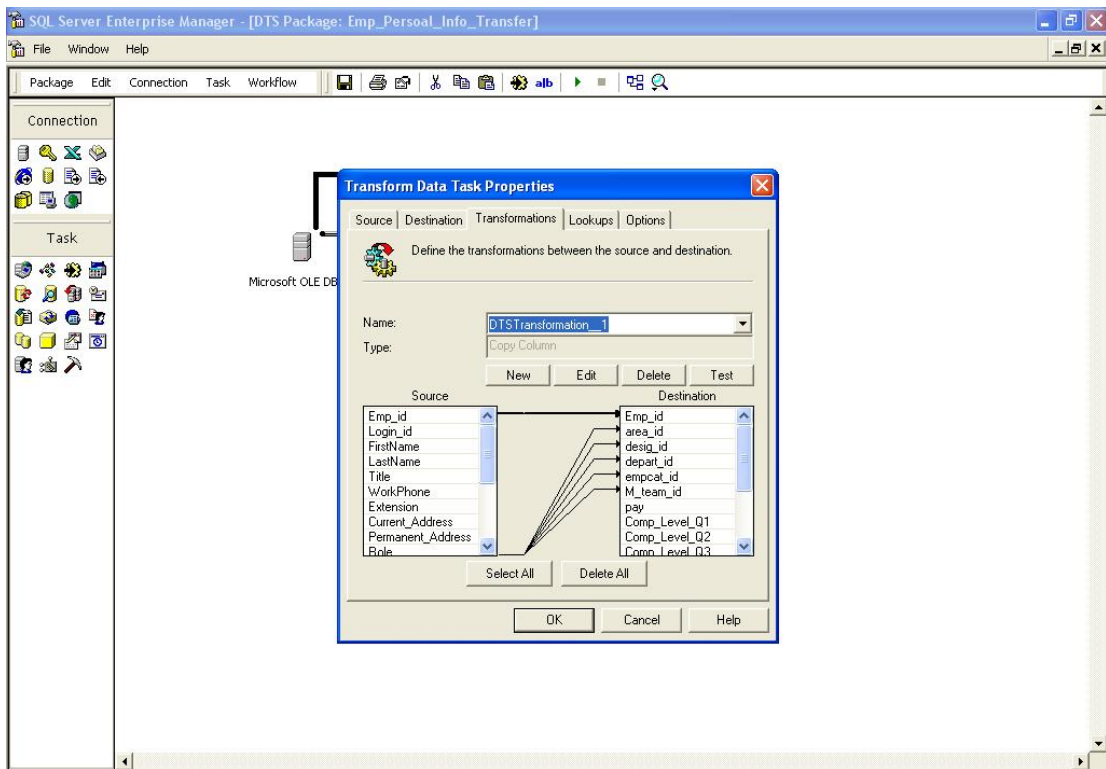 SQL Server Enterprise Manager - [DTS Package: Emp_Persoal_Info_Transfer]
File Window Help
Package Edit Connection Task Workflow alb
Connection
Task
Microsoft OLE DB
Transform Data Task Properties
Source Destination Transformations Lookups Options
Define the transformations between the source and destination.
Name: DTSTransformation__1
Type: Copy Column
New Edit Delete Test
Source Destination
Emp_id Emp_id
Login_id area_id
FirstName desig_id
LastName depart_id
Title empcat_id
WorkPhone M_team_id
Extension pay
Current_Address Comp_Level_Q1
Permanent_Address Comp_Level_Q2
Role Comp_Level_Q3
Select All Delete All
OK Cancel Help